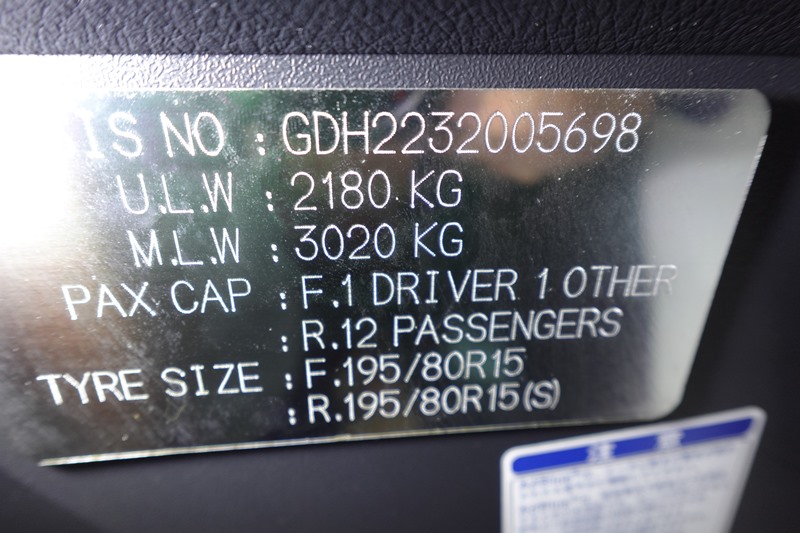 IS NO : GDH2232005698
U.L.W : 2180 KG
M.L.W : 3020 KG
PAX CAP : F.1 DRIVER 1 OTHER
: R.12 PASSENGERS
TYRE SIZE : F.195/80R15
: R.195/80R15(S)